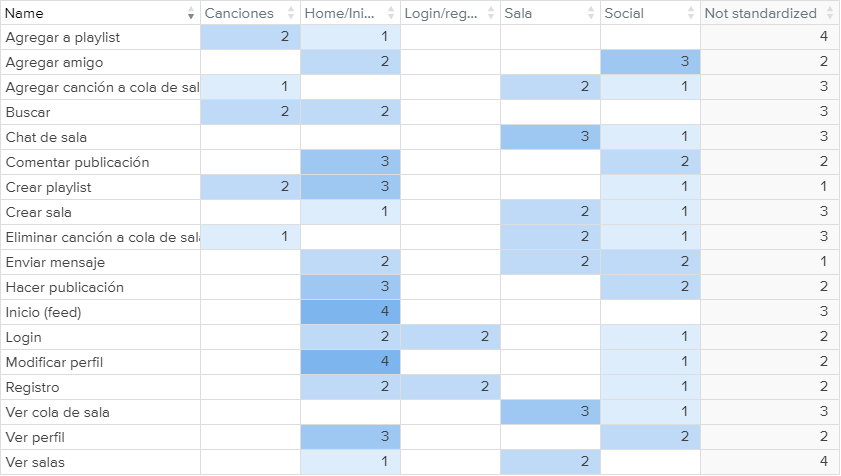 Name Canciones Home/Ini... Login/reg... Sala Social Not standardized
Agregar a playlist 2 1 4
Agregar amigo 2 3 2
Agregar canción a cola de sal 1 2 1 3
Buscar 2 2 3
Chat de sala 3 1 3
Comentar publicación 3 2 2
Crear playlist 2 3 1 1
Crear sala 1 2 1 3
Eliminar canción a cola de sala 1 2 1 3
Enviar mensaje 2 2 2 1
Hacer publicación 3 2 2
Inicio (feed) 4 3
Login 2 2 1 2
Modificar perfil 4 1 2
Registro 2 2 1 2
Ver cola de sala 3 1 3
Ver perfil 3 2 2
Ver salas 1 2 4